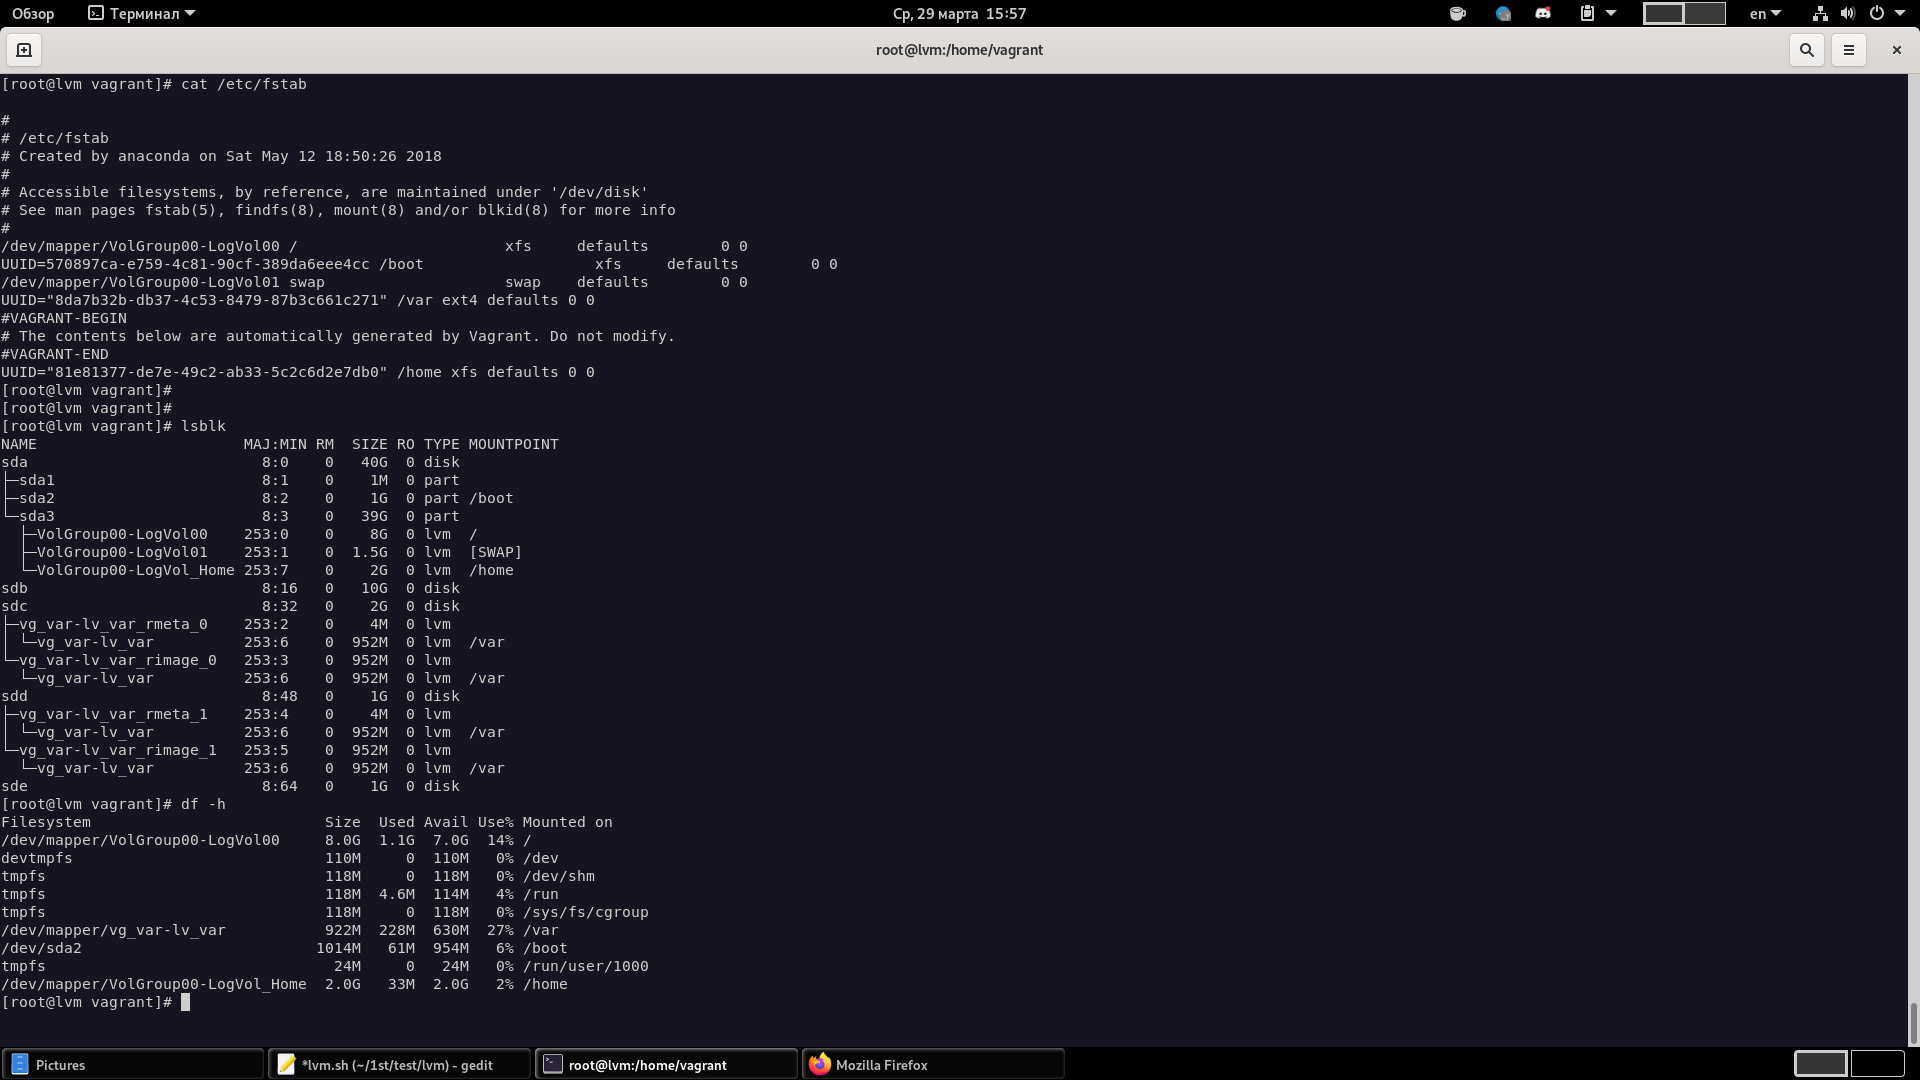 Обзор
Терминал
Ср, 29 марта 15:57
en
root@lvm:/home/vagrant
[root@lvm vagrant]# cat /etc/fstab
#
# /etc/fstab
# Created by anaconda on Sat May 12 18:50:26 2018
#
# Accessible filesystems, by reference, are maintained under '/dev/disk'
# See man pages fstab(5), findfs(8), mount(8) and/or blkid(8) for more info
#
/dev/mapper/VolGroup00-LogVol00 /                       xfs     defaults        0 0
UUID=570897ca-e759-4c81-90cf-389da6eee4cc /boot                   xfs     defaults        0 0
/dev/mapper/VolGroup00-LogVol01 swap                    swap    defaults        0 0
UUID="8da7b32b-db37-4c53-8479-87b3c661c271" /var ext4 defaults 0 0
#VAGRANT-BEGIN
# The contents below are automatically generated by Vagrant. Do not modify.
#VAGRANT-END
UUID="81e81377-de7e-49c2-ab33-5c2c6d2e7db0" /home xfs defaults 0 0
[root@lvm vagrant]#
[root@lvm vagrant]#
[root@lvm vagrant]# lsblk
NAME                       MAJ:MIN RM  SIZE RO TYPE MOUNTPOINT
sda                          8:0    0   40G  0 disk
├─sda1                       8:1    0    1M  0 part
├─sda2                       8:2    0    1G  0 part /boot
└─sda3                       8:3    0   39G  0 part
  ├─VolGroup00-LogVol00    253:0    0    8G  0 lvm  /
  ├─VolGroup00-LogVol01    253:1    0  1.5G  0 lvm  [SWAP]
  └─VolGroup00-LogVol_Home 253:7    0    2G  0 lvm  /home
sdb                          8:16   0   10G  0 disk
sdc                          8:32   0    2G  0 disk
├─vg_var-lv_var_rmeta_0    253:2    0    4M  0 lvm
│ └─vg_var-lv_var          253:6    0  952M  0 lvm  /var
└─vg_var-lv_var_rimage_0   253:3    0  952M  0 lvm
  └─vg_var-lv_var          253:6    0  952M  0 lvm  /var
sdd                          8:48   0    1G  0 disk
├─vg_var-lv_var_rmeta_1    253:4    0    4M  0 lvm
│ └─vg_var-lv_var          253:6    0  952M  0 lvm  /var
└─vg_var-lv_var_rimage_1   253:5    0  952M  0 lvm
  └─vg_var-lv_var          253:6    0  952M  0 lvm  /var
sde                          8:64   0    1G  0 disk
[root@lvm vagrant]# df -h
Filesystem                          Size  Used Avail Use% Mounted on
/dev/mapper/VolGroup00-LogVol00     8.0G  1.1G  7.0G  14% /
devtmpfs                            110M     0  110M   0% /dev
tmpfs                               118M     0  118M   0% /dev/shm
tmpfs                               118M  4.6M  114M   4% /run
tmpfs                               118M     0  118M   0% /sys/fs/cgroup
/dev/mapper/vg_var-lv_var           922M  228M  630M  27% /var
/dev/sda2                          1014M   61M  954M   6% /boot
tmpfs                                24M     0   24M   0% /run/user/1000
/dev/mapper/VolGroup00-LogVol_Home  2.0G   33M  2.0G   2% /home
[root@lvm vagrant]#
Pictures
*lvm.sh (~/1st/test/lvm) - gedit
root@lvm:/home/vagrant
Mozilla Firefox